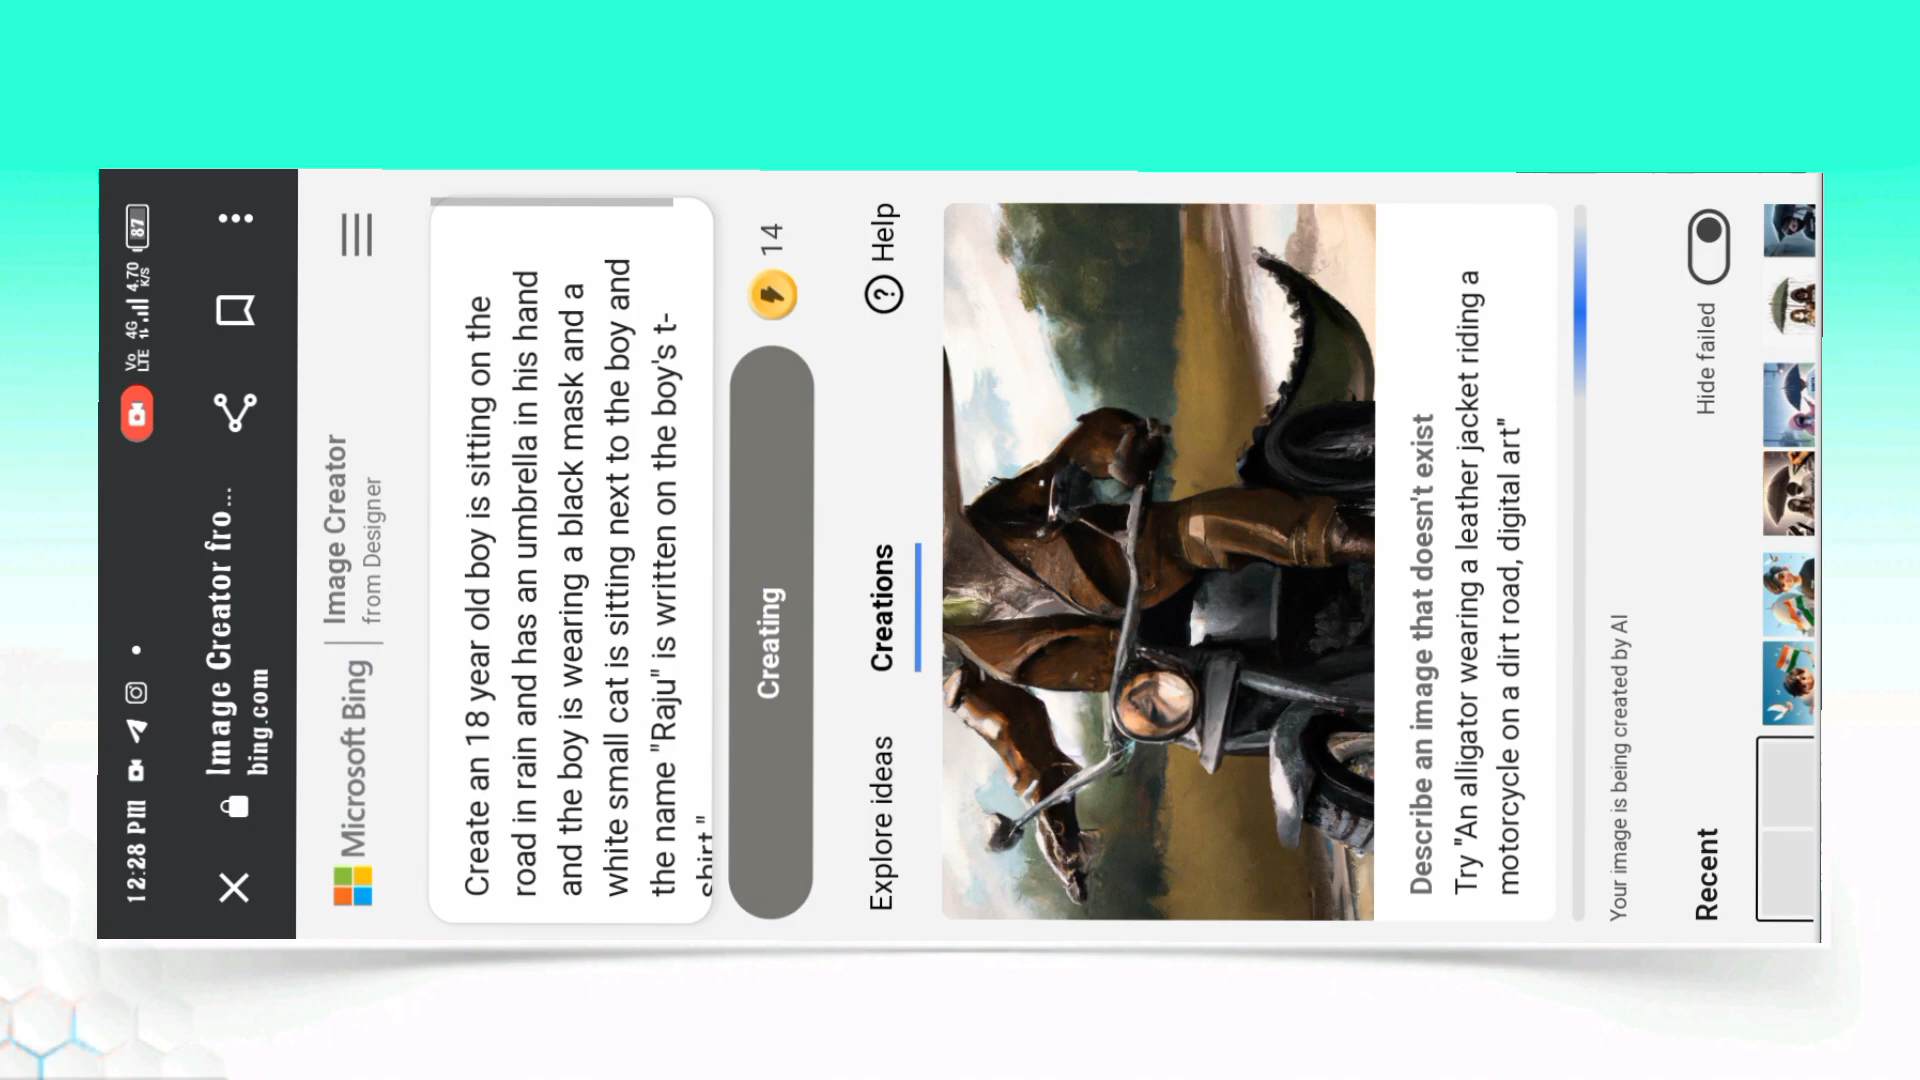 12:28 PM
Vo LTE 4G 4.70 K/s 87
Image Creator fro...
bing.com
Microsoft Bing | Image Creator
from Designer
Create an 18 year old boy is sitting on the
road in rain and has an umbrella in his hand
and the boy is wearing a black mask and a
white small cat is sitting next to the boy and
the name "Raju" is written on the boy's t-
shirt."
Creating
14
Explore ideas
Creations
Help
Describe an image that doesn't exist
Try "An alligator wearing a leather jacket riding a
motorcycle on a dirt road, digital art"
Your image is being created by AI
Recent
Hide failed